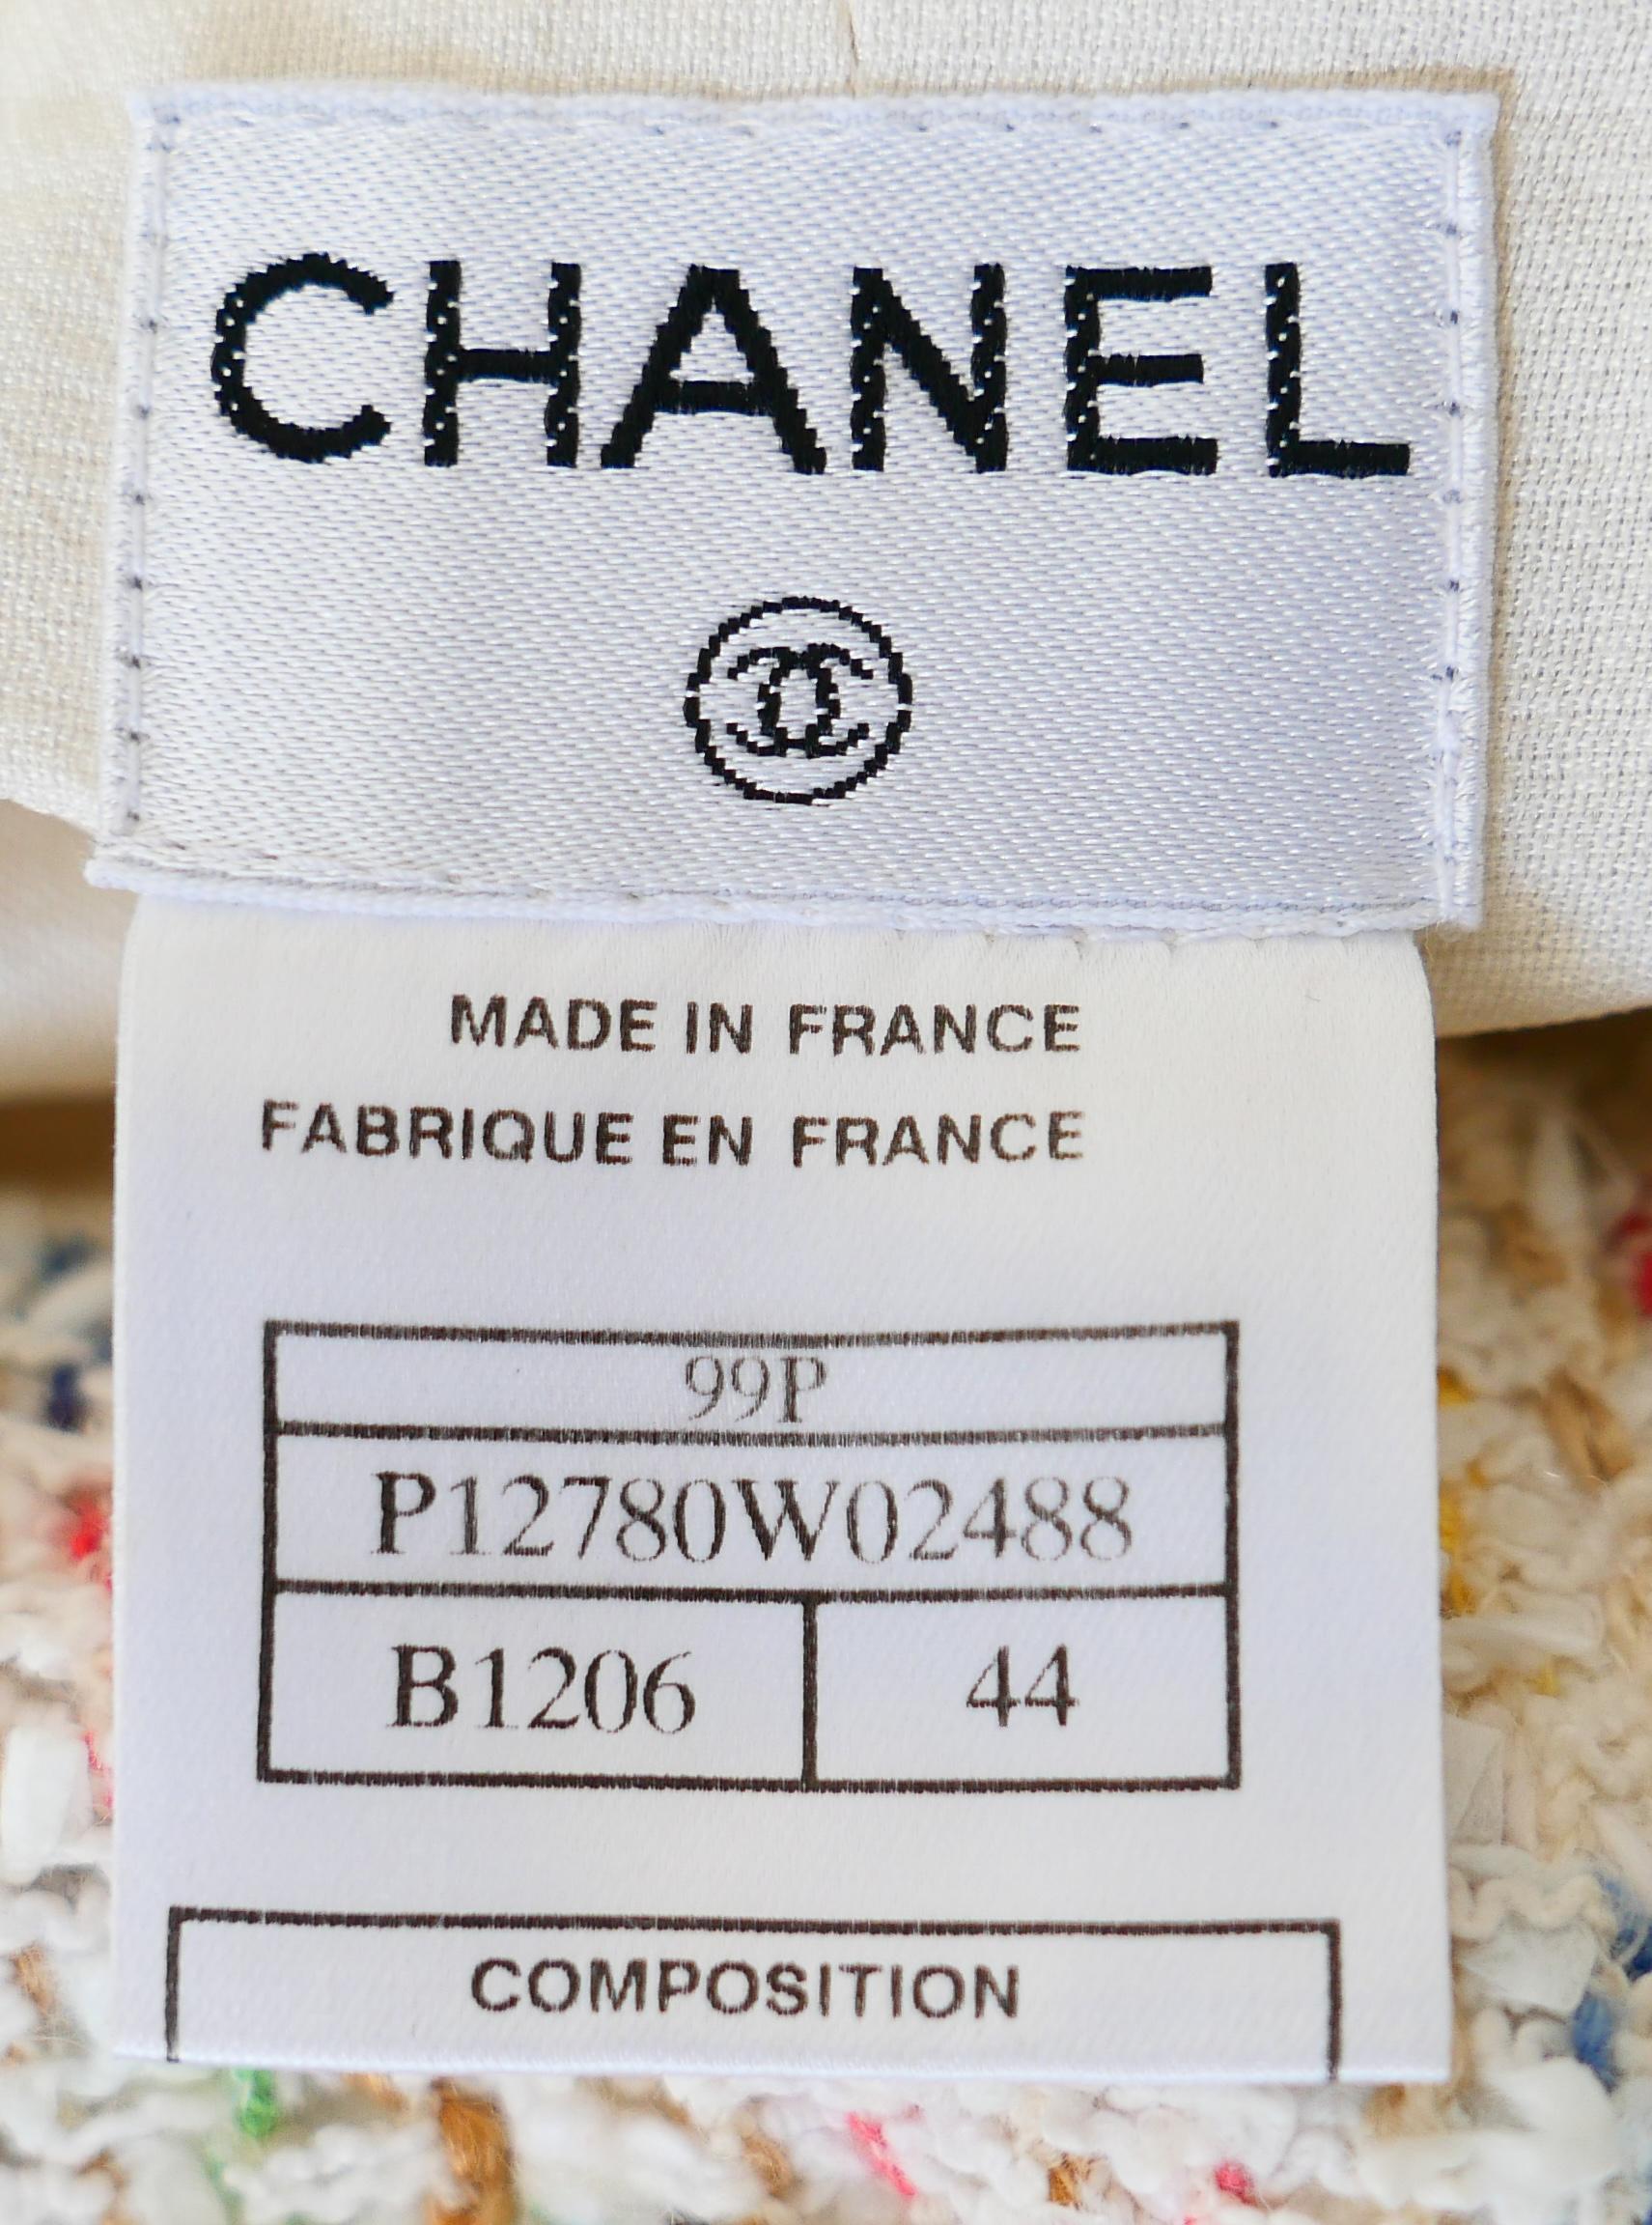 CHANEL
MADE IN FRANCE
FABRIQUE EN FRANCE
99P
P12780W02488
B1206 44
COMPOSITION